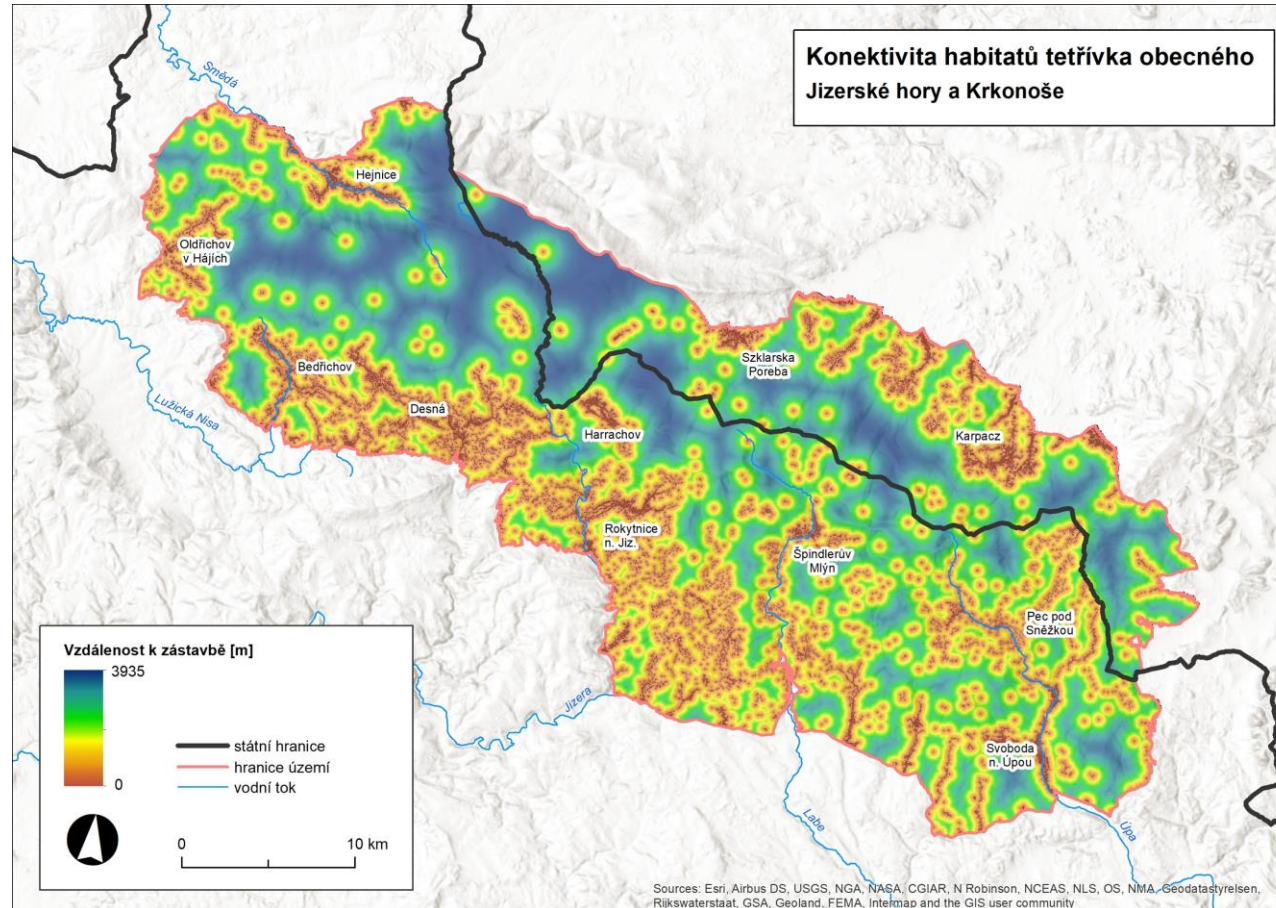 Konektivita habitatů tetřívka obecného
Jizerské hory a Krkonoše
Smědá
Hejnice
Oldřichov
v Hájích
Bedřichov
Lužická Nisa
Desná
Harrachov
Szklarska
Poreba
Karpacz
Rokytnice
n. Jiz.
Špindlerův
Mlýn
Pec pod
Sněžkou
Svoboda
n. Úpou
Jizera
Labe
Úpa
Vzdálenost k zástavbě [m]
3935
0
státní hranice
hranice území
vodní tok
0
10 km
Sources: Esri, Airbus DS, USGS, NGA, NASA, CGIAR, N Robinson, NCEAS, NLS, OS, NMA, Geodatastyrelsen,
Rijkswaterstaat, GSA, Geoland, FEMA, Intermap and the GIS user community